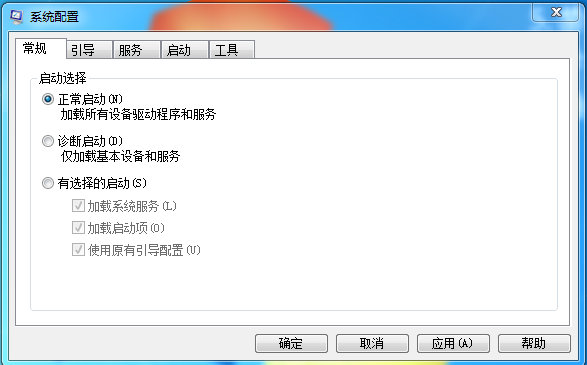 系统配置
常规 引导 服务 启动 工具
启动选择
正常启动(N)
加载所有设备驱动程序和服务
诊断启动(D)
仅加载基本设备和服务
有选择的启动(S)
加载系统服务(L)
加载启动项(O)
使用原有引导配置(U)
确定 取消 应用(A) 帮助